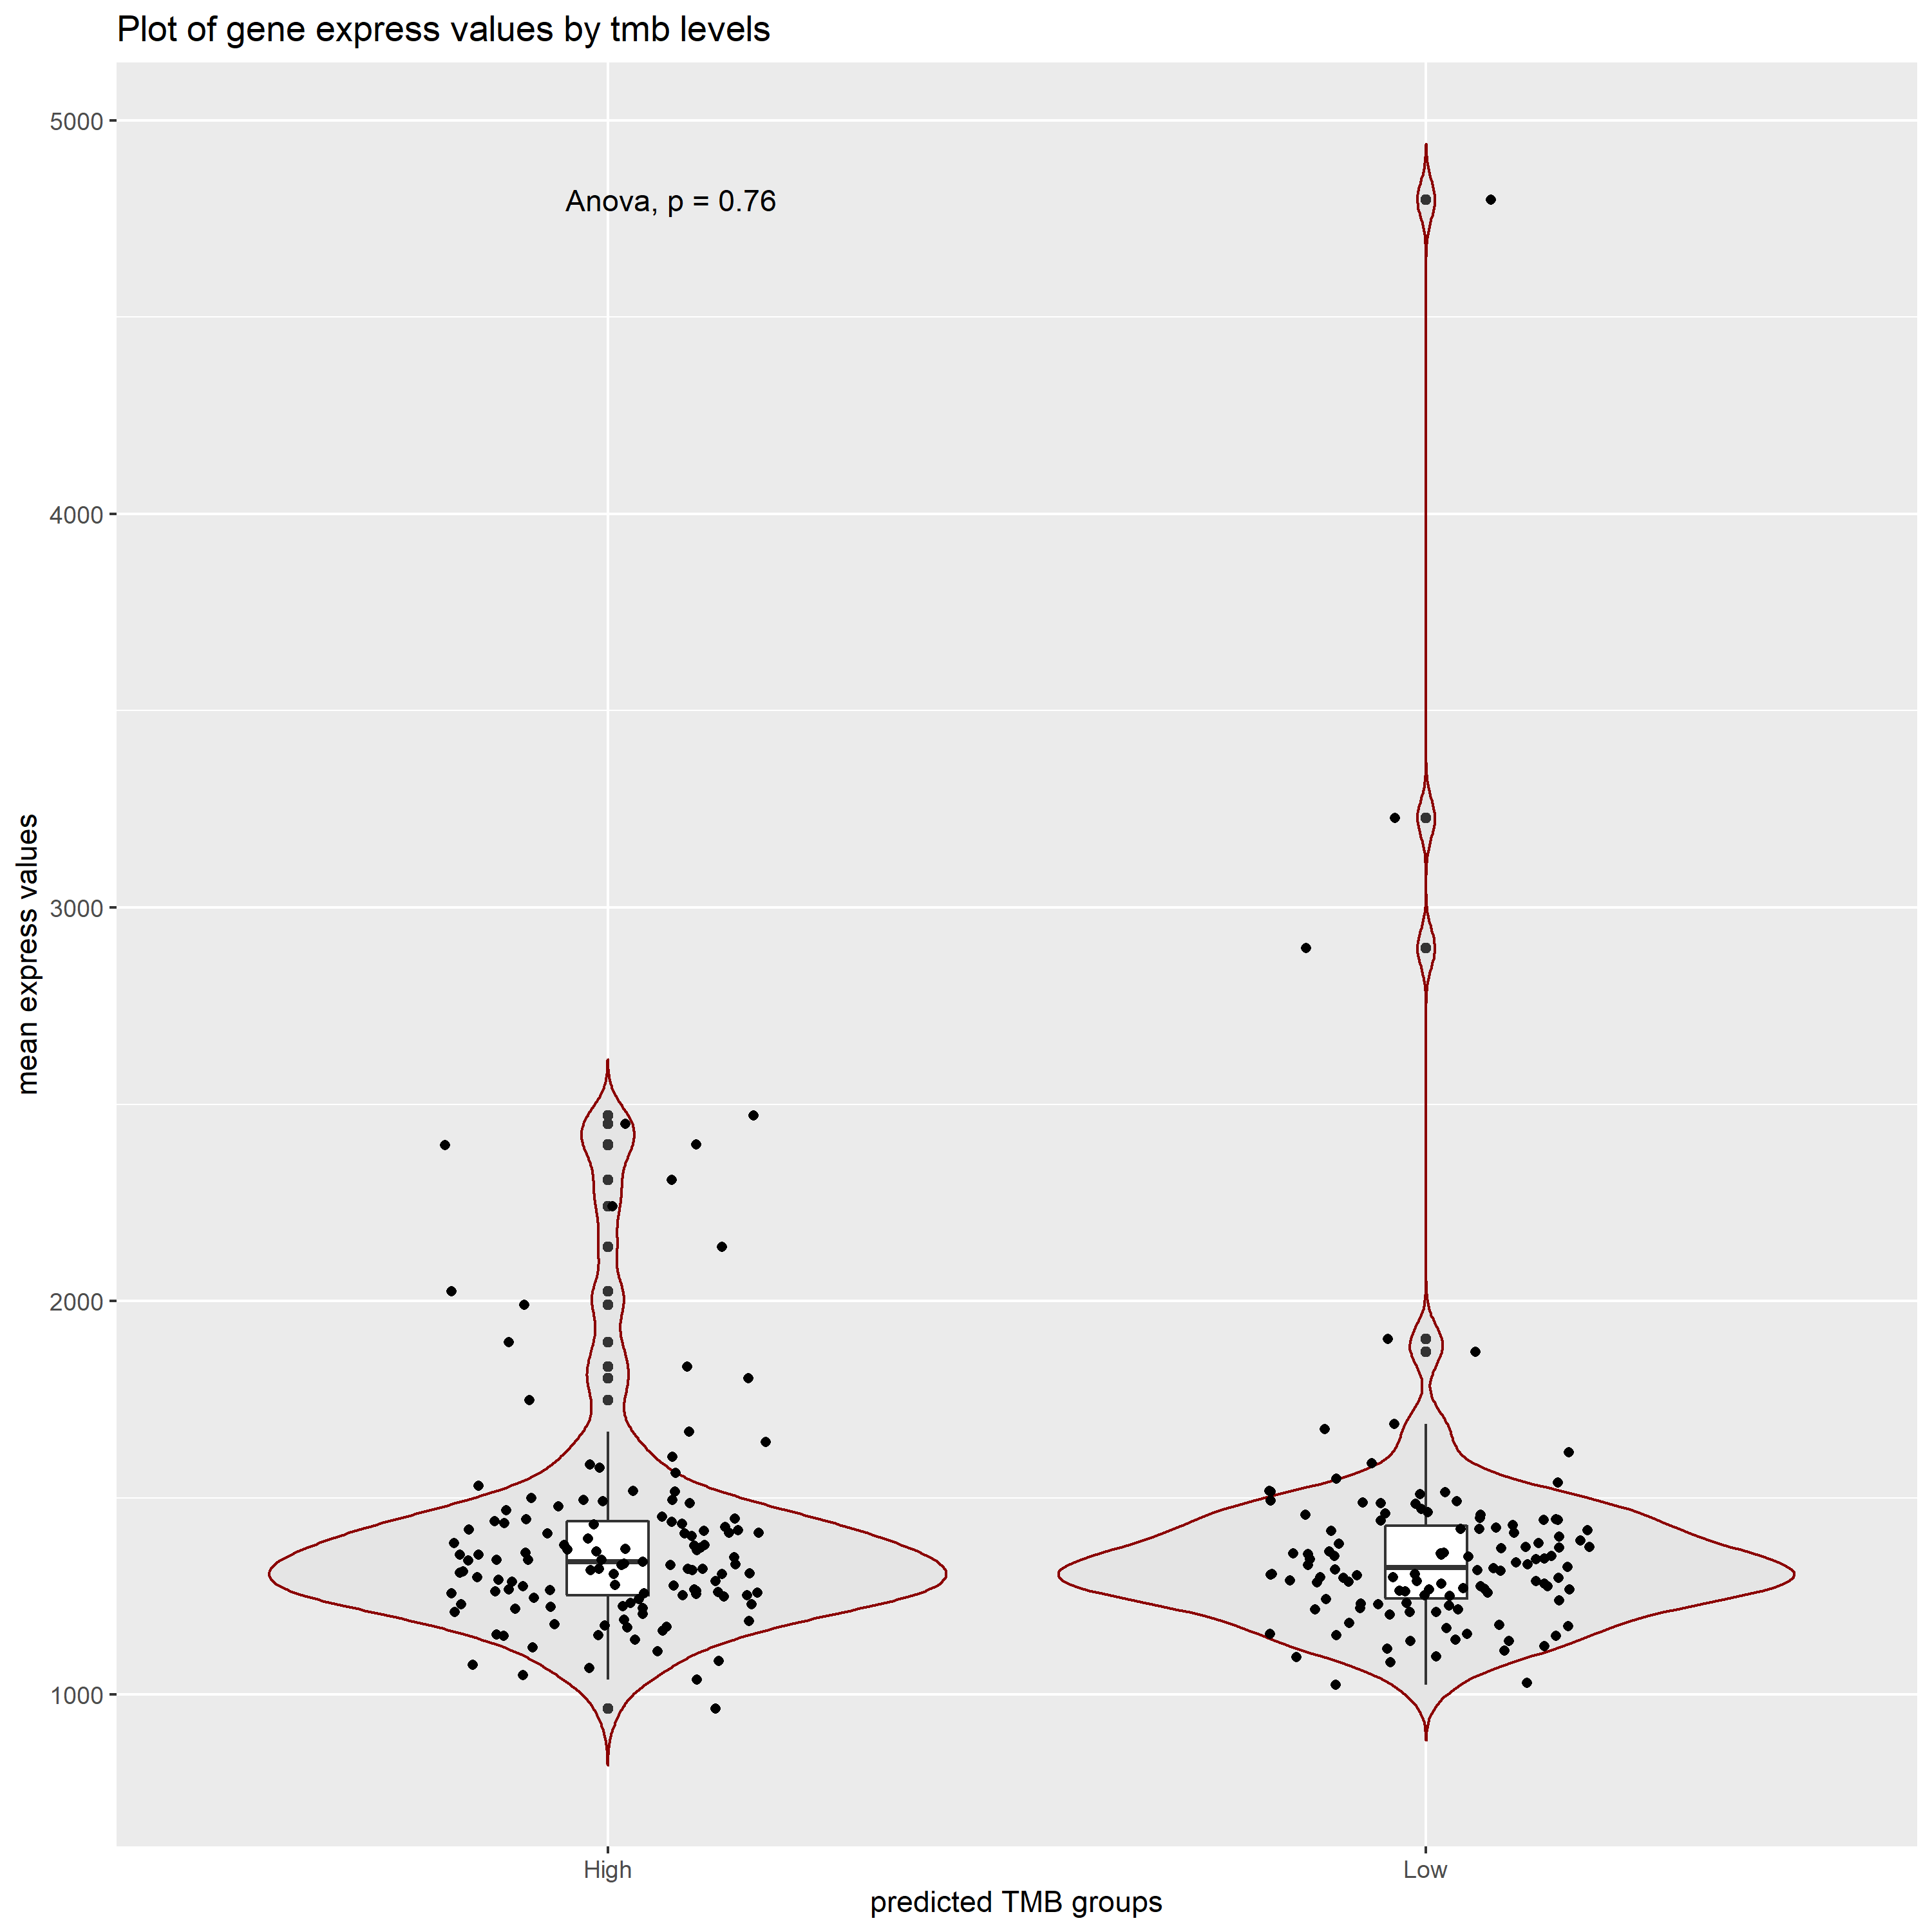 Plot of gene express values by tmb levels
5000
Anova, p = 0.76
4000
mean express values
3000
2000
1000
High
Low
predicted TMB groups